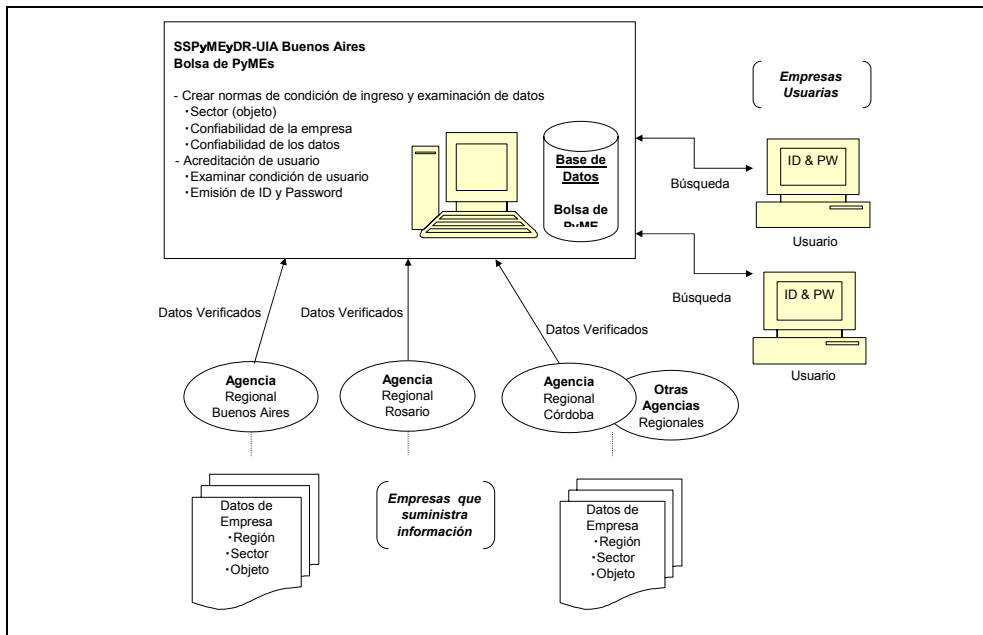 SSPyMEyDR-UIA Buenos Aires
Bolsa de PyMEs
- Crear normas de condición de ingreso y examinación de datos
・Sector (objeto)
・Confiabilidad de la empresa
・Confiabilidad de los datos
- Acreditación de usuario
・Examinar condición de usuario
・Emisión de ID y Password
Base de
Datos
Bolsa de
PyME
Empresas
Usuarias
ID & PW
Búsqueda
Usuario
ID & PW
Búsqueda
Usuario
Datos Verificados
Datos Verificados
Datos Verificados
Agencia
Regional
Buenos Aires
Agencia
Regional
Rosario
Agencia
Regional
Córdoba
Otras
Agencias
Regionales
Datos de
Empresa
・Región
・Sector
・Objeto
Empresas que
suministra
información
Datos de
Empresa
・Región
・Sector
・Objeto